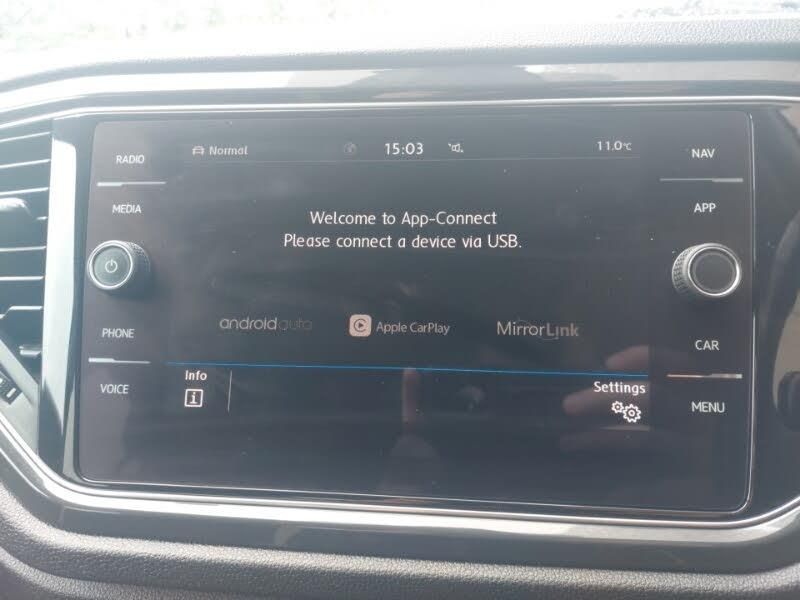 RADIO
MEDIA
PHONE
VOICE
Normal
15:03
11.0°C
Welcome to App-Connect
Please connect a device via USB.
androidauto
Apple CarPlay
MirrorLink
Info
i
Settings
NAV
APP
CAR
MENU